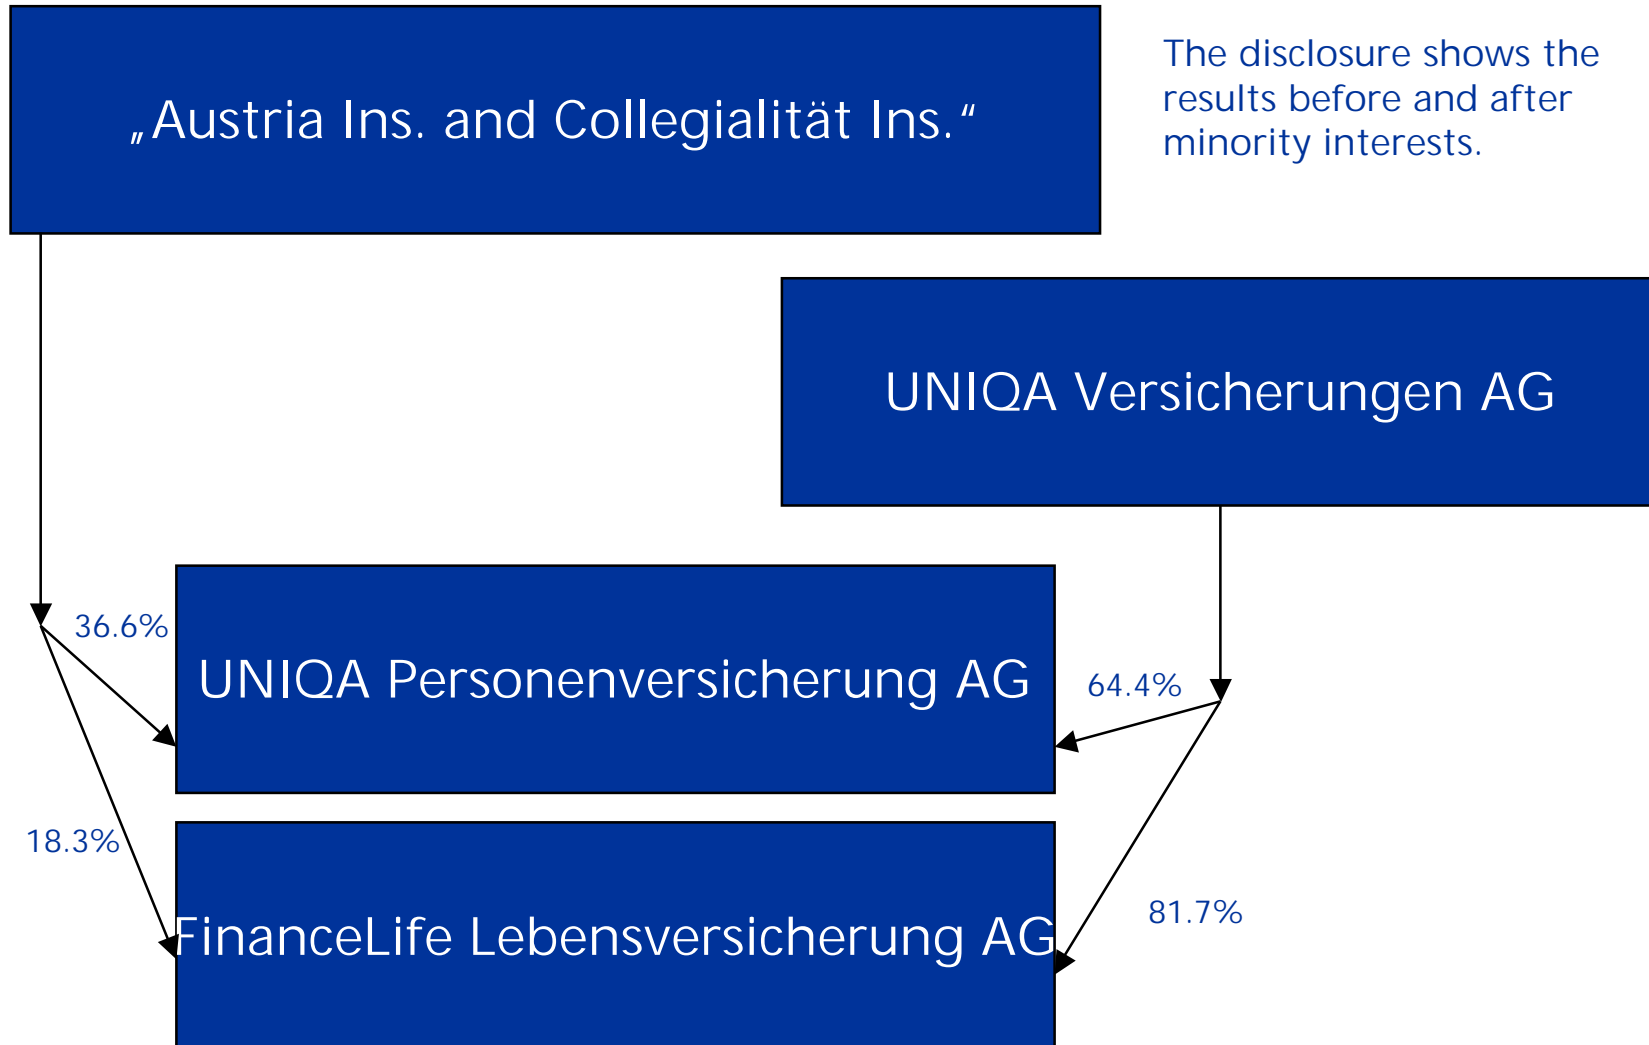 „Austria Ins. and Collegialität Ins.“
The disclosure shows the
results before and after
minority interests.
UNIQA Versicherungen AG
36.6%
UNIQA Personenversicherung AG
64.4%
18.3%
FinanceLife Lebensversicherung AG
81.7%